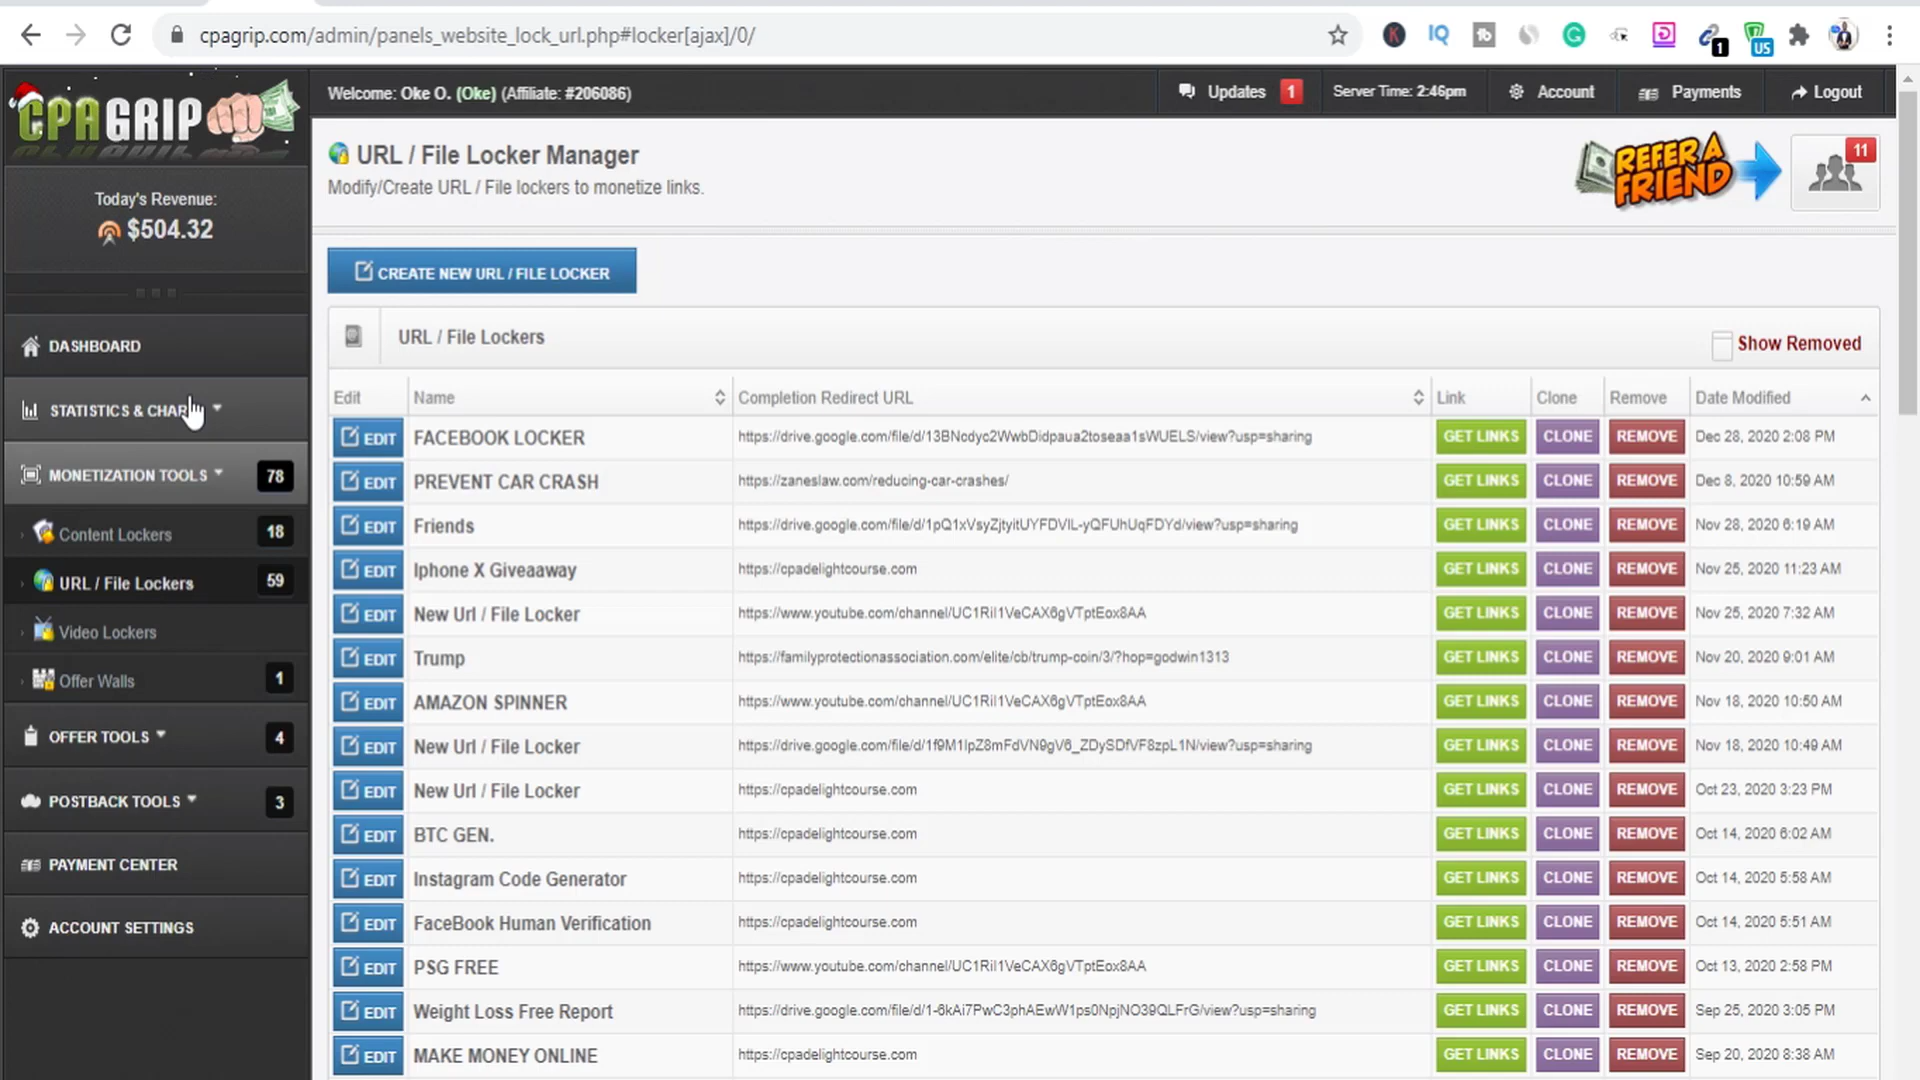 cpagrip.com/admin/panels_website_lock_url.php#locker[ajax]/0/
1
US
CPAGRIP
Welcome: Oke O. (Oke) (Affiliate: #206086)
Updates 1
Server Time: 2:46pm
Account
Payments
Logout
URL / File Locker Manager
Modify/Create URL / File lockers to monetize links.
REFER A FRIEND
11
Today's Revenue:
$504.32
CREATE NEW URL / FILE LOCKER
DASHBOARD
STATISTICS & CHAR
MONETIZATION TOOLS 78
Content Lockers 18
URL / File Lockers 59
Video Lockers
Offer Walls 1
OFFER TOOLS 4
POSTBACK TOOLS 3
PAYMENT CENTER
ACCOUNT SETTINGS
URL / File Lockers
Show Removed
Edit Name Completion Redirect URL Link Clone Remove Date Modified
EDIT FACEBOOK LOCKER https://drive.google.com/file/d/13BNcdyc2WwbDidpaua2toseaa1sWUELS/view?usp=sharing GET LINKS CLONE REMOVE Dec 28, 2020 2:08 PM
EDIT PREVENT CAR CRASH https://zaneslaw.com/reducing-car-crashes/ GET LINKS CLONE REMOVE Dec 8, 2020 10:59 AM
EDIT Friends https://drive.google.com/file/d/1pQ1xVsyZjtyitUYFDVIL-yQFUhUqFDYd/view?usp=sharing GET LINKS CLONE REMOVE Nov 28, 2020 6:19 AM
EDIT Iphone X Giveaaway https://cpadelightcourse.com GET LINKS CLONE REMOVE Nov 25, 2020 11:23 AM
EDIT New Url / File Locker https://www.youtube.com/channel/UC1Ril1VeCAX6gVTptEox8AA GET LINKS CLONE REMOVE Nov 25, 2020 7:32 AM
EDIT Trump https://familyprotectionassociation.com/elite/cb/trump-coin/3/?hop=godwin1313 GET LINKS CLONE REMOVE Nov 20, 2020 9:01 AM
EDIT AMAZON SPINNER https://www.youtube.com/channel/UC1Ril1VeCAX6gVTptEox8AA GET LINKS CLONE REMOVE Nov 18, 2020 10:50 AM
EDIT New Url / File Locker https://drive.google.com/file/d/1f9M1IpZ8mFdVN9gV6_ZDySDfVF8zpL1N/view?usp=sharing GET LINKS CLONE REMOVE Nov 18, 2020 10:49 AM
EDIT New Url / File Locker https://cpadelightcourse.com GET LINKS CLONE REMOVE Oct 23, 2020 3:23 PM
EDIT BTC GEN. https://cpadelightcourse.com GET LINKS CLONE REMOVE Oct 14, 2020 6:02 AM
EDIT Instagram Code Generator https://cpadelightcourse.com GET LINKS CLONE REMOVE Oct 14, 2020 5:58 AM
EDIT FaceBook Human Verification https://cpadelightcourse.com GET LINKS CLONE REMOVE Oct 14, 2020 5:51 AM
EDIT PSG FREE https://www.youtube.com/channel/UC1Ril1VeCAX6gVTptEox8AA GET LINKS CLONE REMOVE Oct 13, 2020 2:58 PM
EDIT Weight Loss Free Report https://drive.google.com/file/d/1-6kAi7PwC3phAEwW1ps0NpjNO39QLFrG/view?usp=sharing GET LINKS CLONE REMOVE Sep 25, 2020 3:05 PM
EDIT MAKE MONEY ONLINE https://cpadelightcourse.com GET LINKS CLONE REMOVE Sep 20, 2020 8:38 AM